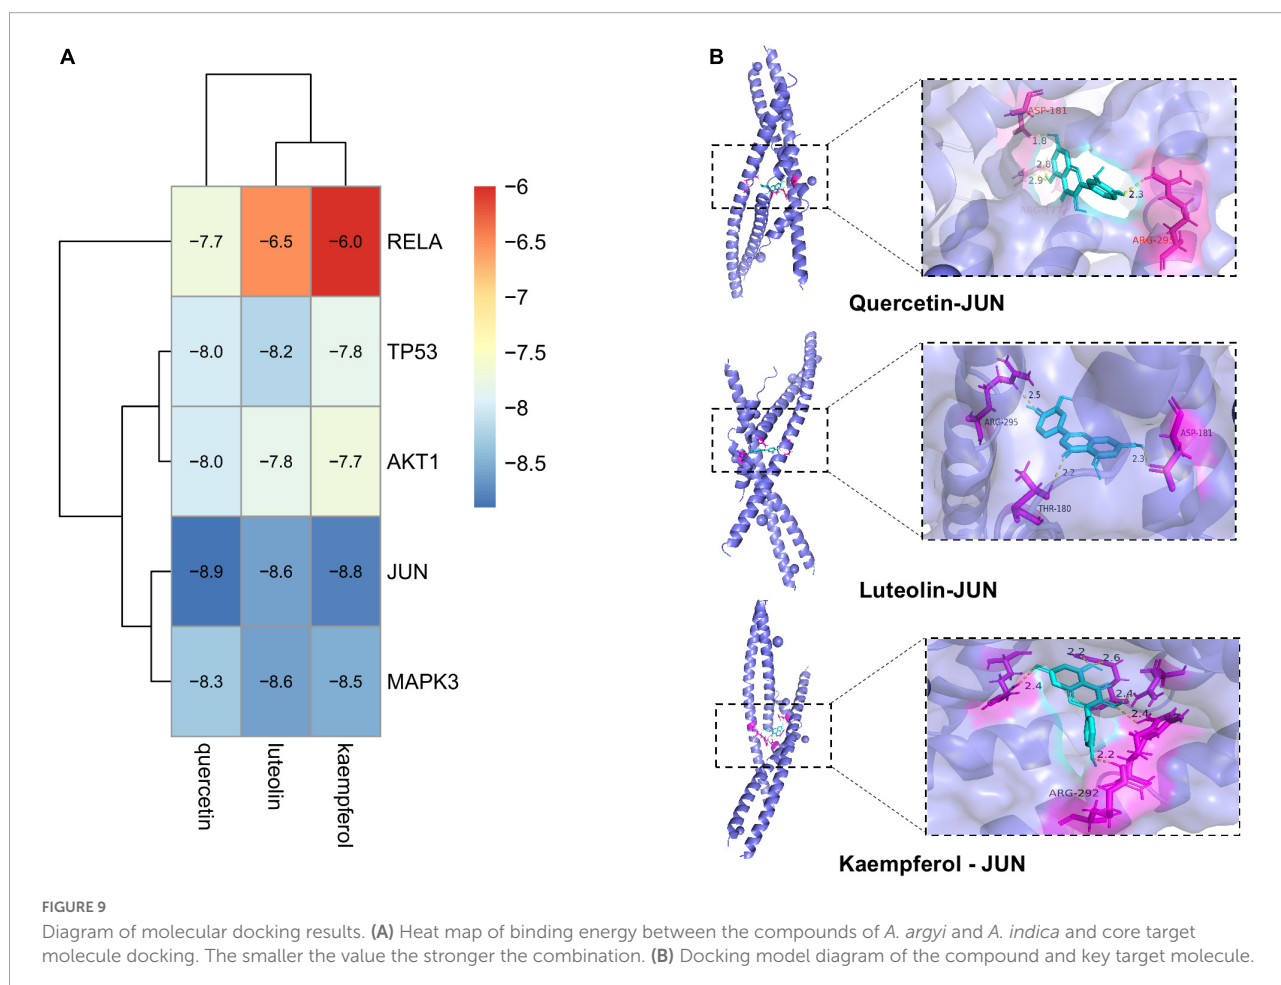 A
−7.7 −6.5 −6.0 RELA
−8.0 −8.2 −7.8 TP53
−8.0 −7.8 −7.7 AKT1
−8.9 −8.6 −8.8 JUN
−8.3 −8.6 −8.5 MAPK3
quercetin
luteolin
kaempferol
−6
−6.5
−7
−7.5
−8
−8.5
B
ASP-181
1.8
2.8
2.9
2.3
ARG-295
Quercetin-JUN
2.5
ARG-295
ASP-181
2.3
2.2
THR-180
Luteolin-JUN
2.2
2.6
2.4
2.4
2.4
2.2
ARG-292
Kaempferol - JUN
FIGURE 9
Diagram of molecular docking results. (A) Heat map of binding energy between the compounds of A. argyi and A. indica and core target
molecule docking. The smaller the value the stronger the combination. (B) Docking model diagram of the compound and key target molecule.